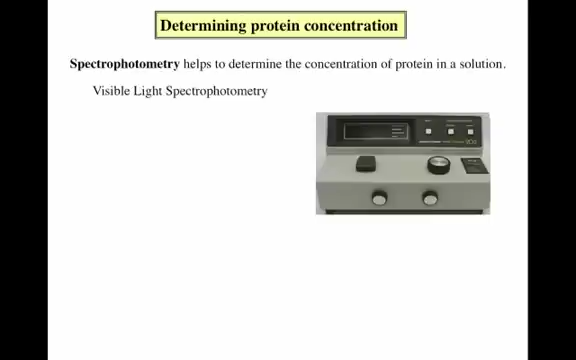 Determining protein concentration
Spectrophotometry helps to determine the concentration of protein in a solution.
Visible Light Spectrophotometry